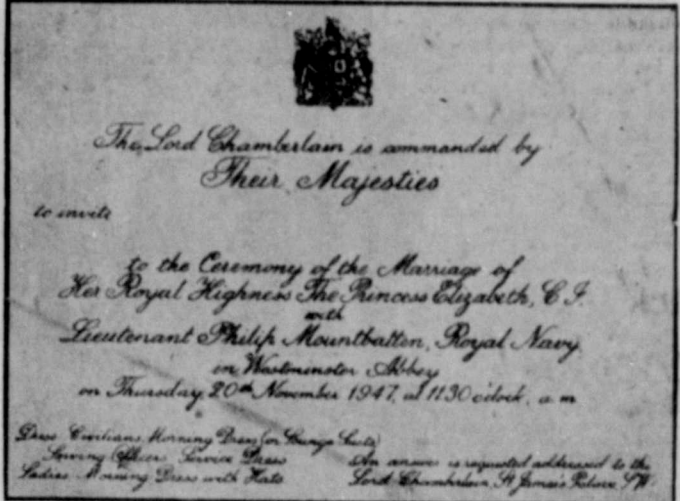 The Lord Chamberlain is commanded by
Their Majesties
to invite
to the Ceremony of the Marriage of
Her Royal Highness The Princess Elizabeth, C.I.
with
Lieutenant Philip Mountbatten, Royal Navy
in Westminster Abbey
on Thursday, 20th November 1947, at 11.30 o'clock, a.m
Dress: Civilians, Morning Dress (or Lounge Suits)
Serving Officers Service Dress
Ladies Morning Dress with Hats
An answer is requested addressed to the
Lord Chamberlain, St James's Palace, S.W.